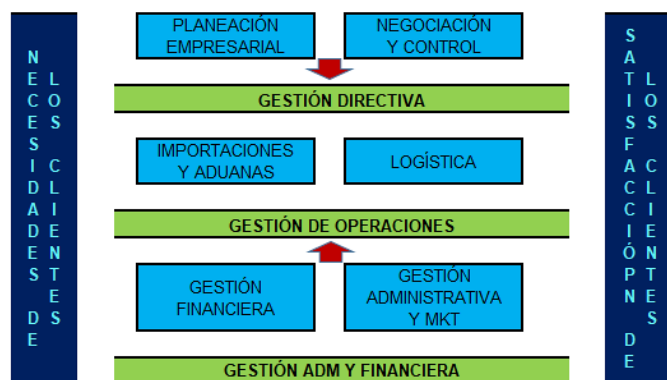 NECESIDADES DE
LOS CLIENTES
PLANEACIÓN
EMPRESARIAL
NEGOCIACIÓN
Y CONTROL
GESTIÓN DIRECTIVA
IMPORTACIONES
Y ADUANAS
LOGÍSTICA
GESTIÓN DE OPERACIONES
GESTIÓN
FINANCIERA
GESTIÓN
ADMINISTRATIVA
Y MKT
GESTIÓN ADM Y FINANCIERA
SATISFACCIÓPN DE
LOS CLIENTES